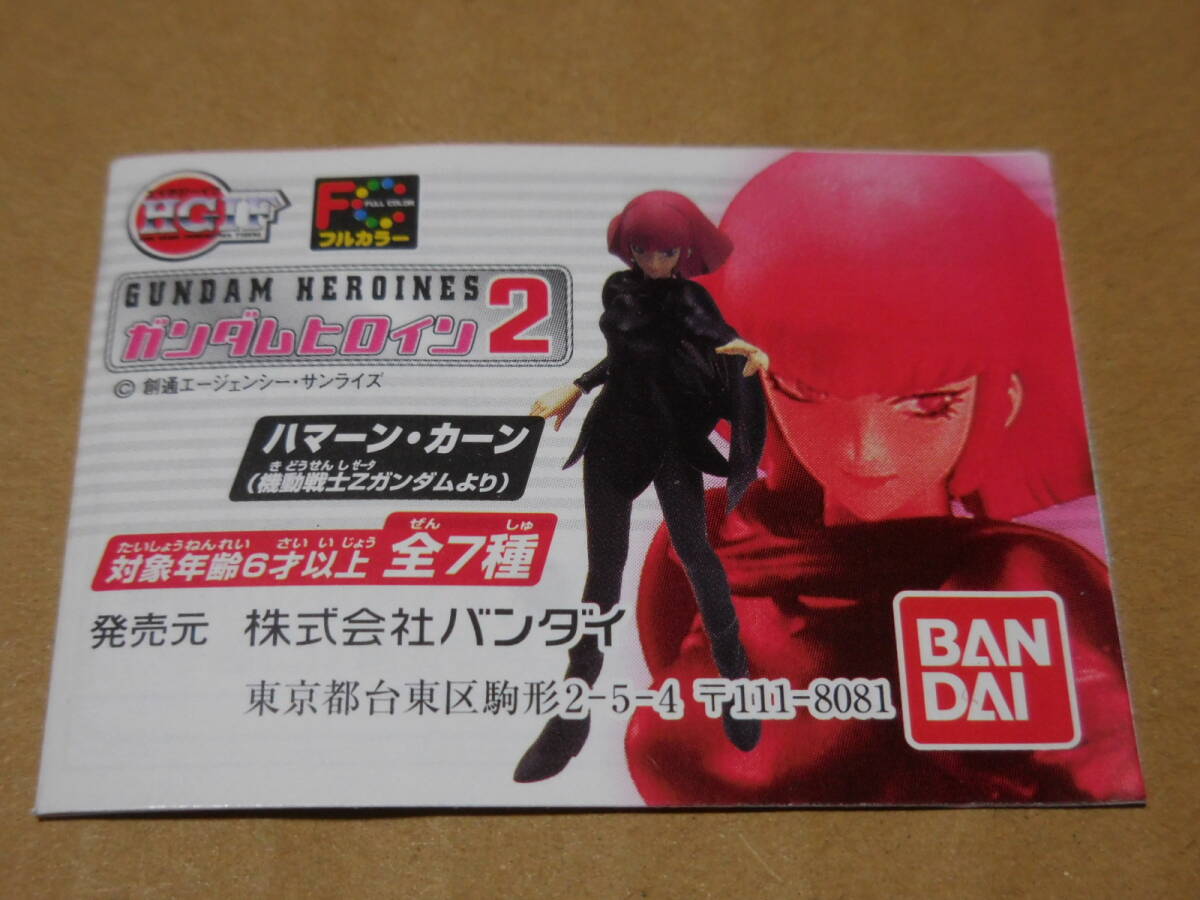 HGIF
FC FULL COLOR
フルカラー
GUNDAM HEROINES
ガンダムヒロイン2
© 創通エージェンシー・サンライズ
ハマーン・カーン
きどうせんしゼータ
(機動戦士Zガンダムより)
たいしょうねんれい さいいじょう ぜん しゅ
対象年齢6才以上 全7種
発売元 株式会社バンダイ
東京都台東区駒形2-5-4 〒111-8081
BAN
DAI